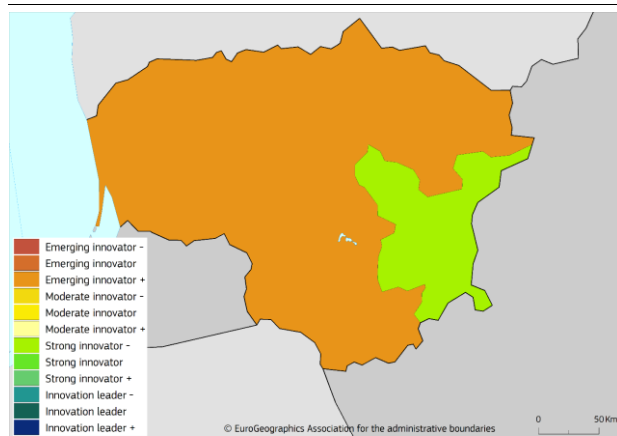 Emerging innovator -
Emerging innovator
Emerging innovator +
Moderate innovator -
Moderate innovator
Moderate innovator +
Strong innovator -
Strong innovator
Strong innovator +
Innovation leader -
Innovation leader
Innovation leader +
© EuroGeographics Association for the administrative boundaries
0 50 Km